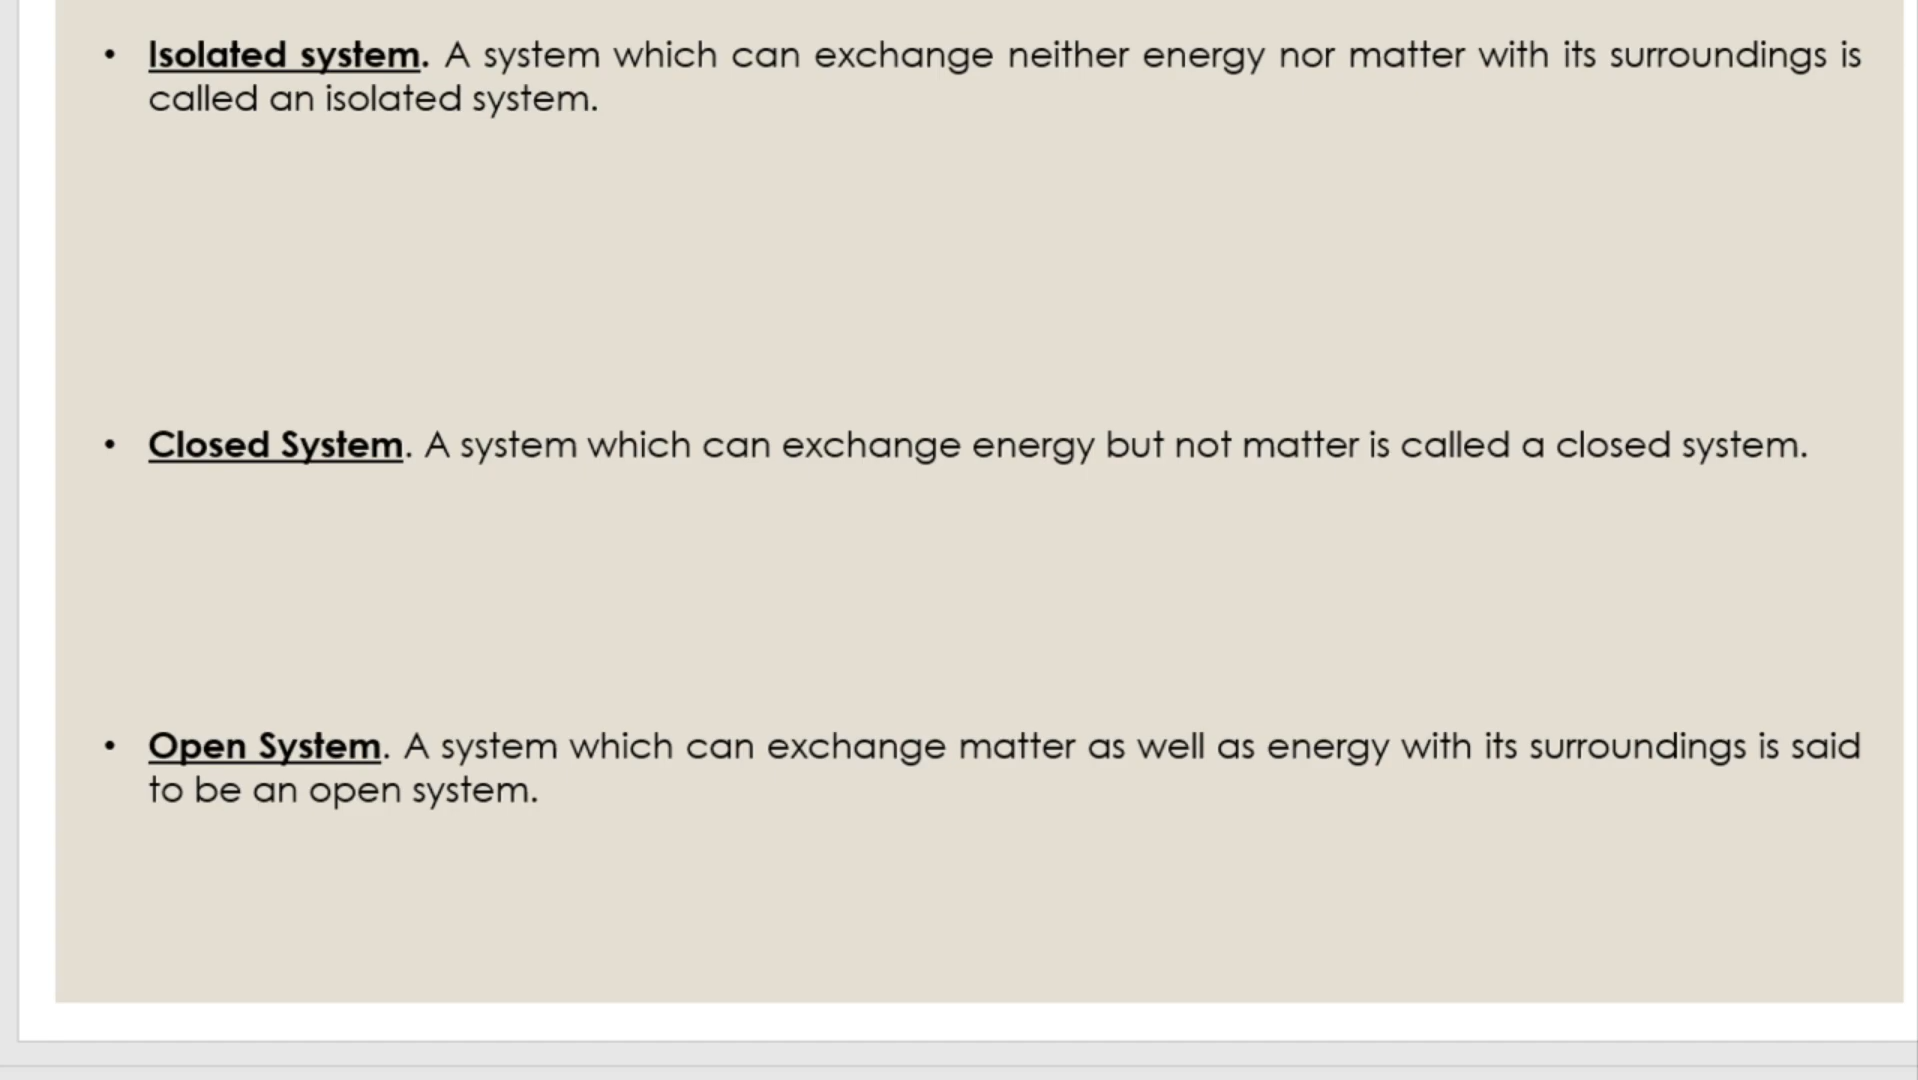 • Isolated system. A system which can exchange neither energy nor matter with its surroundings is
called an isolated system.
• Closed System. A system which can exchange energy but not matter is called a closed system.
• Open System. A system which can exchange matter as well as energy with its surroundings is said
to be an open system.